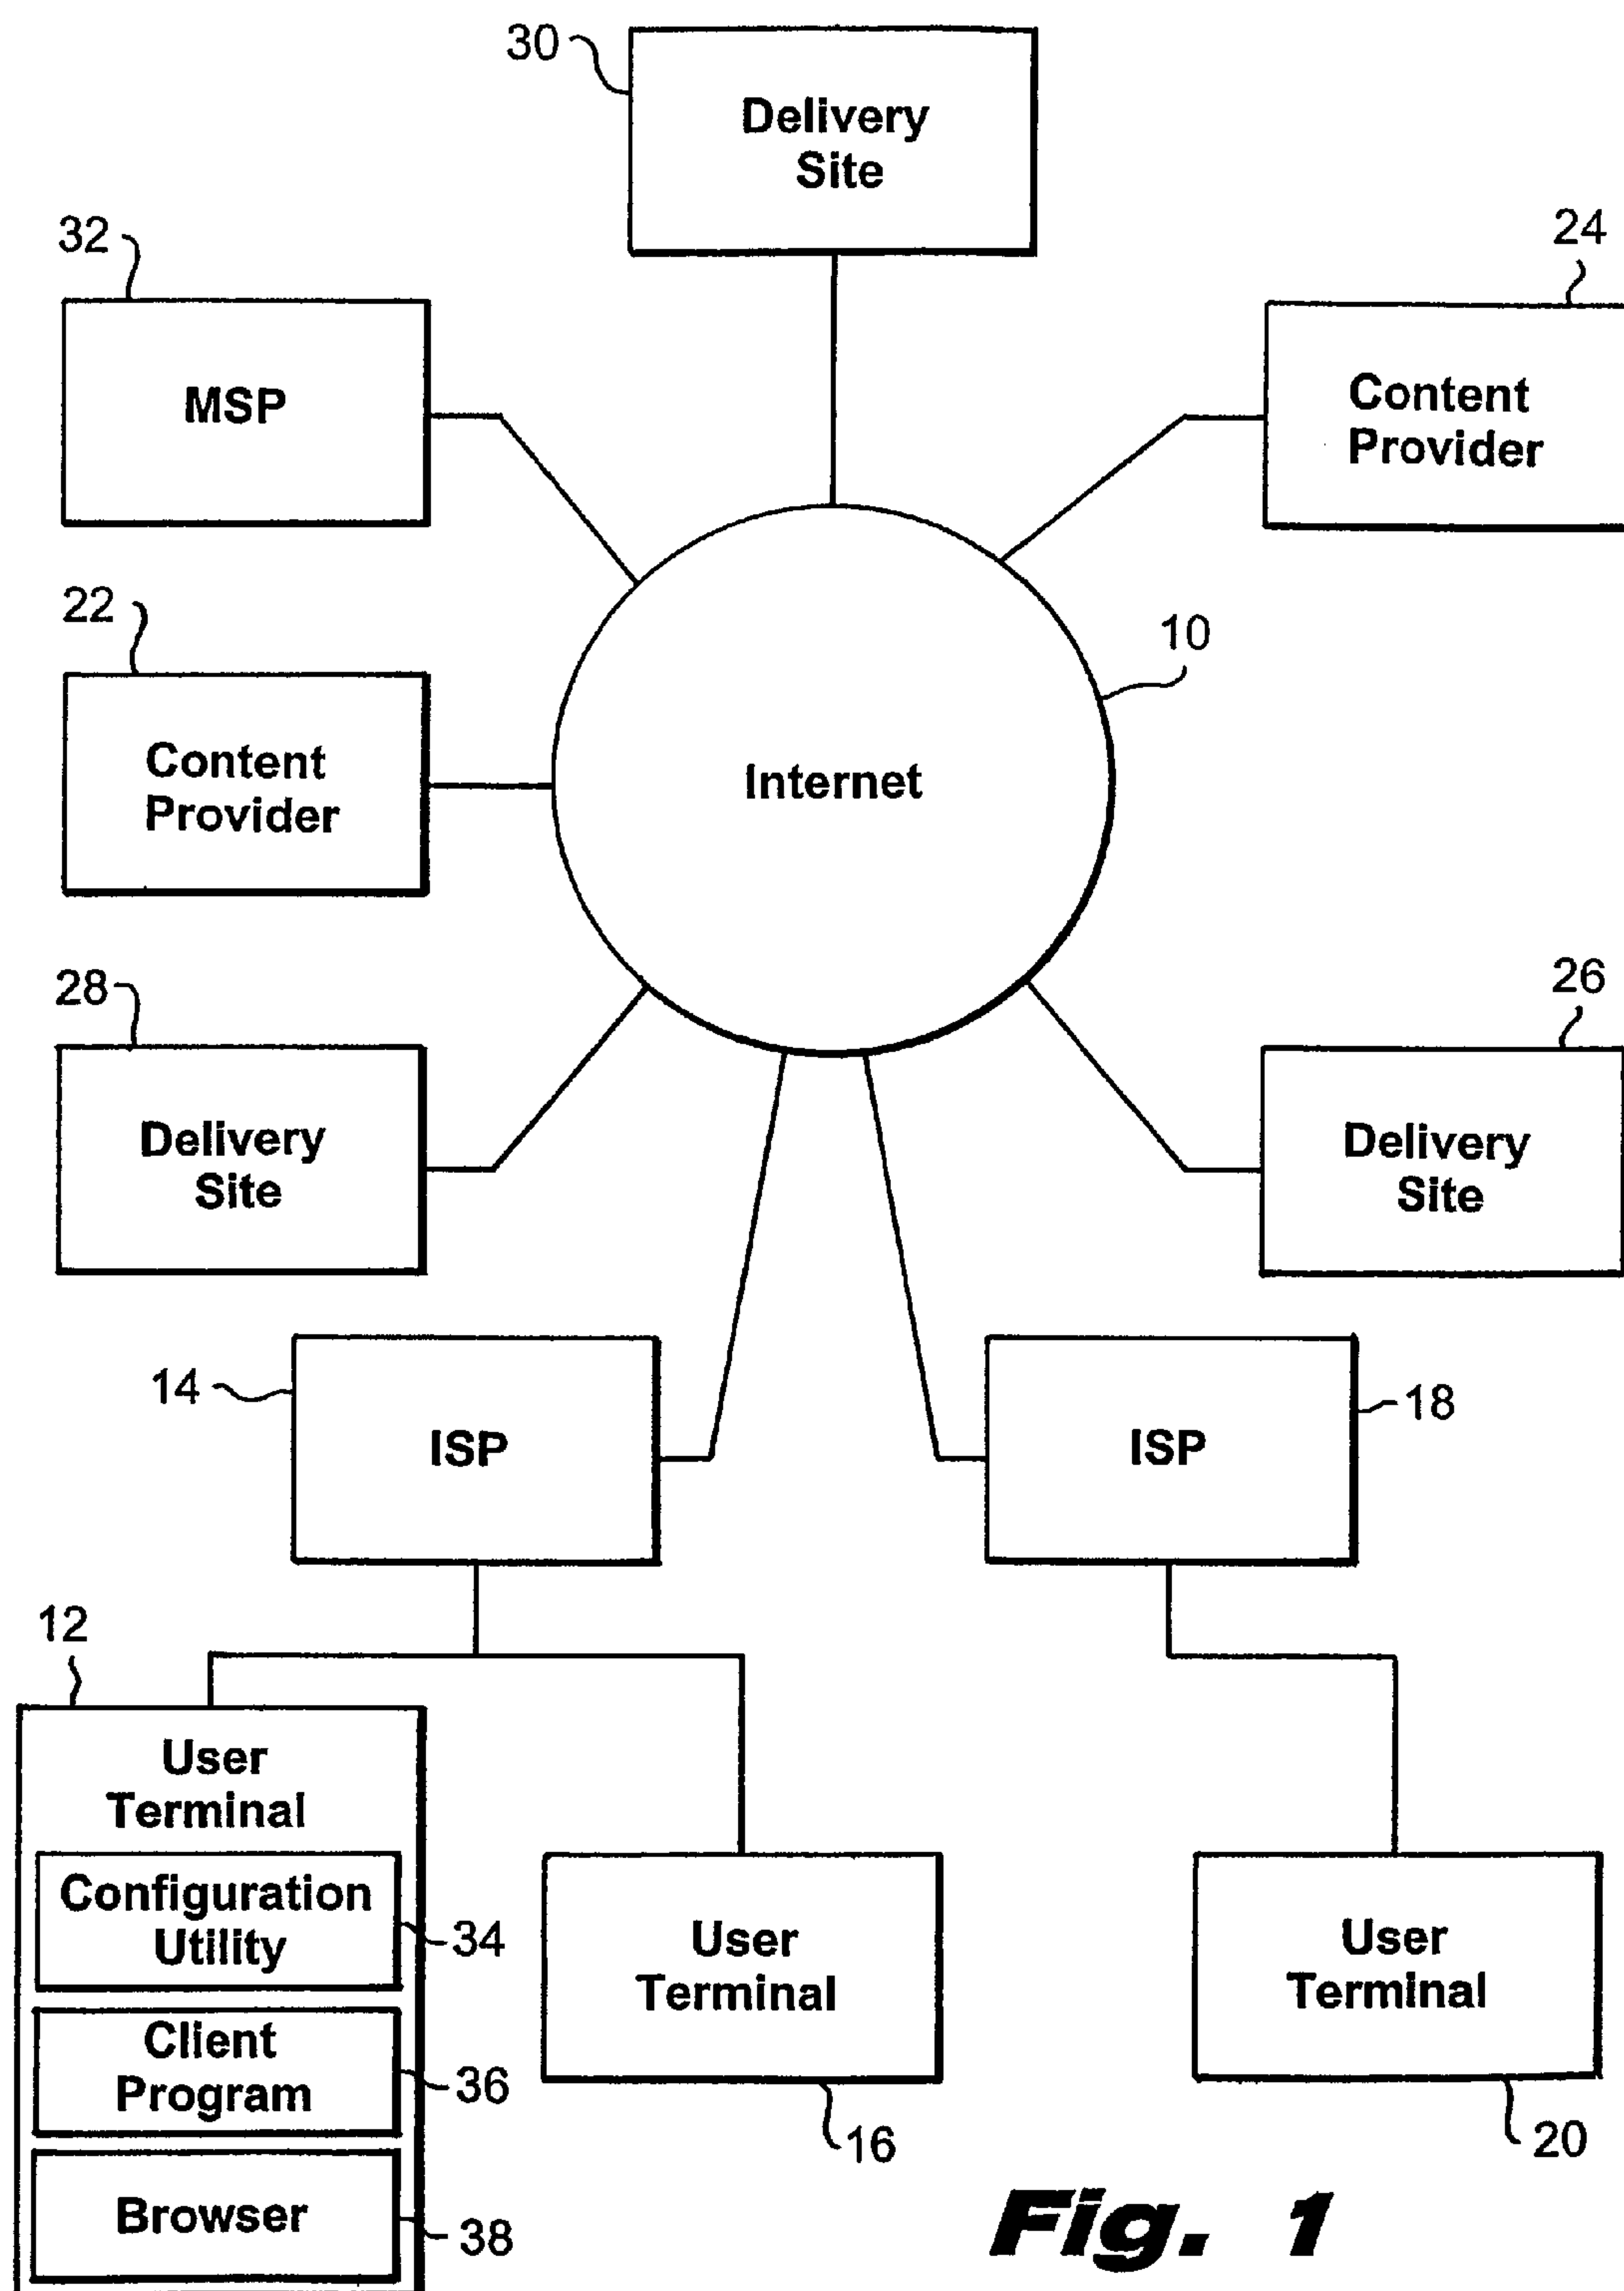 30
Delivery
Site
32
24
MSP
Content
Provider
22
10
Content
Provider
Internet
28
26
Delivery
Site
Delivery
Site
14
ISP
ISP
18
12
User
Terminal
Configuration
Utility
34
Client
Program
36
Browser
38
User
Terminal
16
User
Terminal
20
Fig. 1